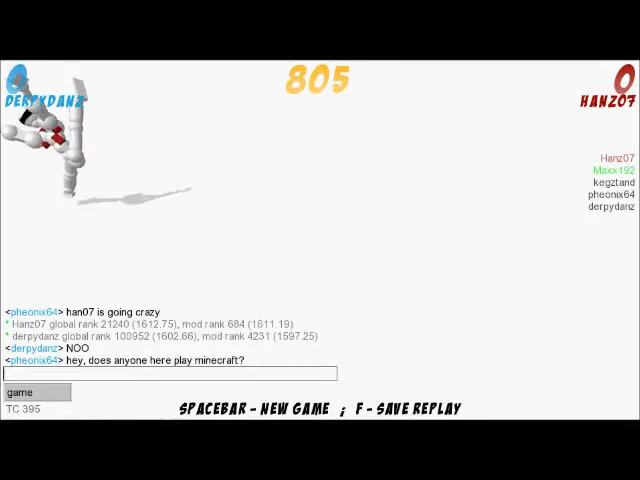 0
DERPYDANZ
805
0
HANZ07
Hanz07
Maxx192
kegztand
pheonix64
derpydanz
<pheonix64> han07 is going crazy
* Hanz07 global rank 21240 (1612.75), mod rank 684 (1611.19)
* derpydanz global rank 100952 (1602.66), mod rank 4231 (1597.25)
<derpydanz> NOO
<pheonix64> hey, does anyone here play minecraft?
game
TC 395
SPACEBAR - NEW GAME ; F - SAVE REPLAY